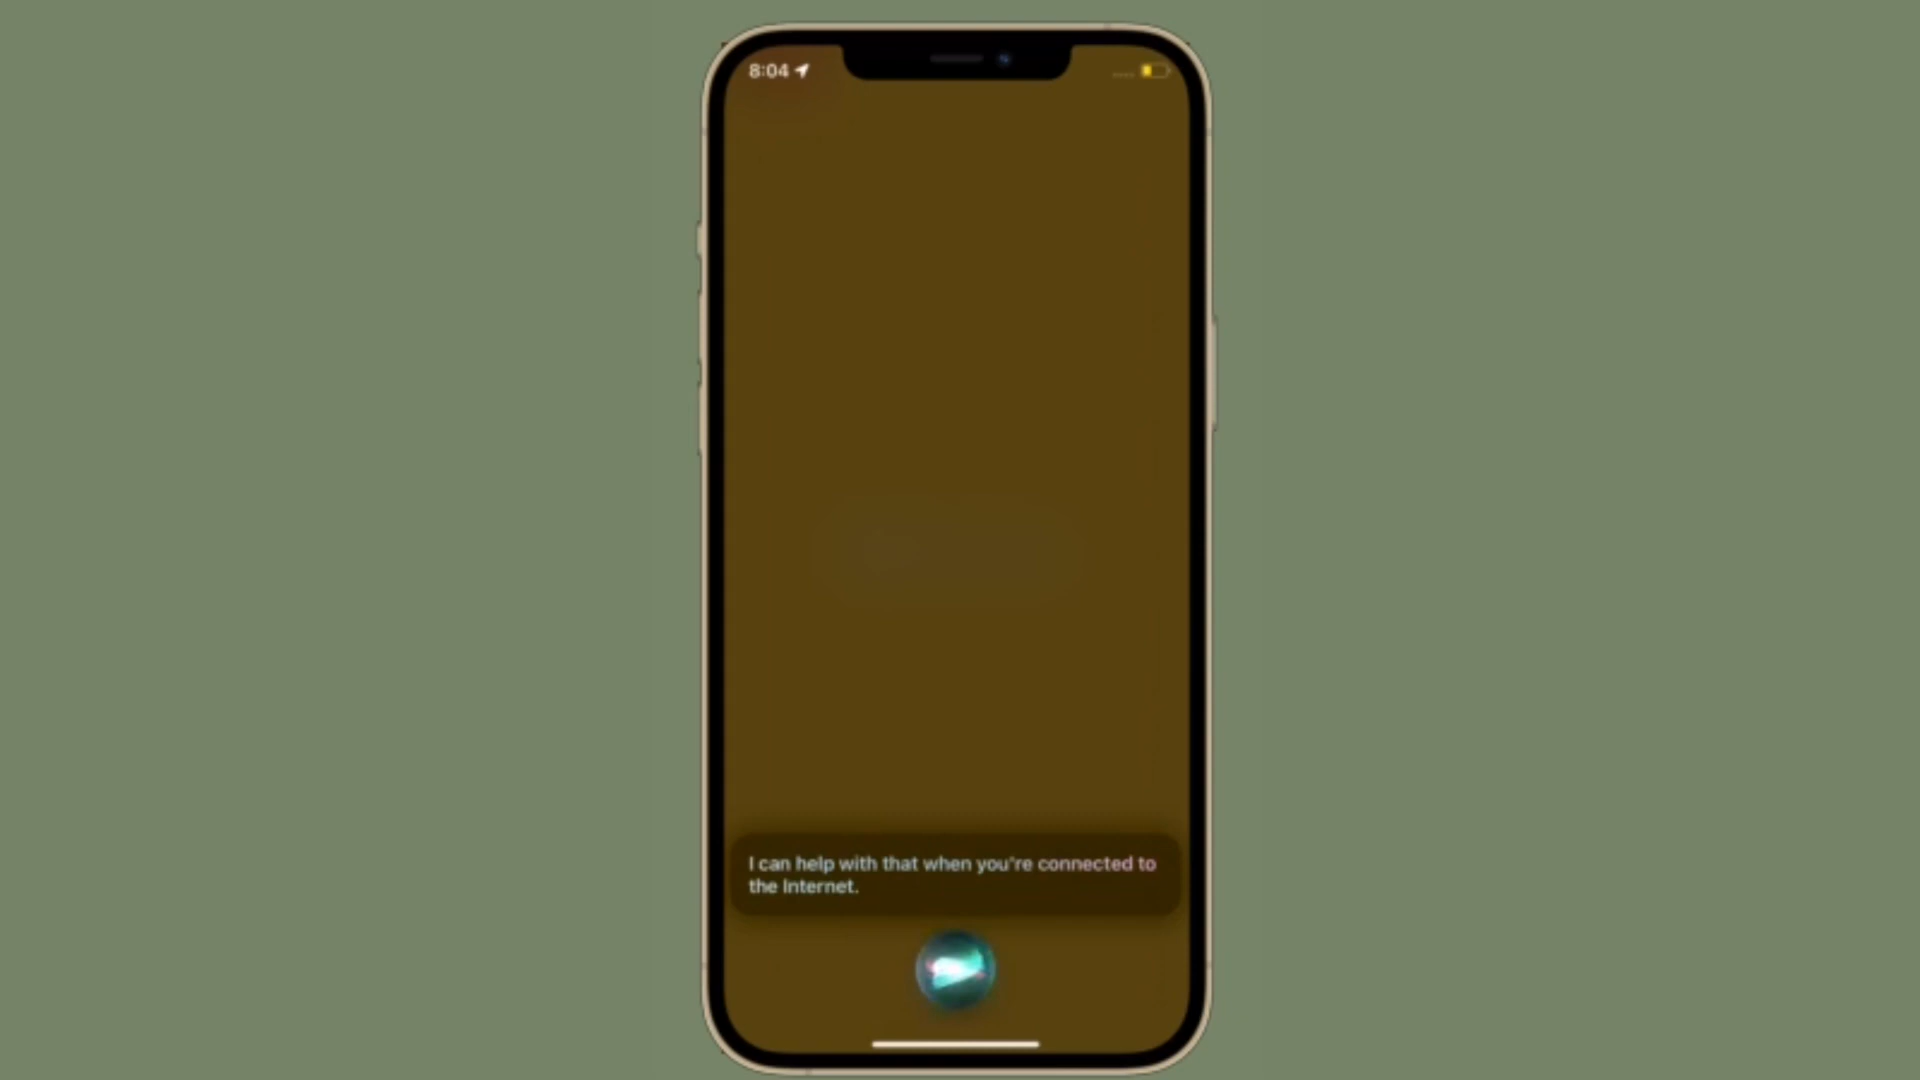 8:04
I can help with that when you're connected to
the Internet.